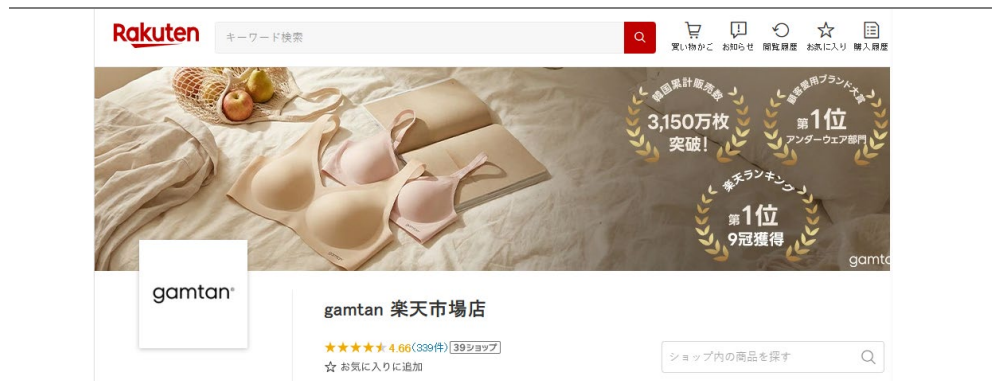 Rakuten
キーワード検索
買い物かご
お知らせ
閲覧履歴
お気に入り
購入履歴
韓国累計販売数
3,150万枚
突破!
顧客愛用ブランド大賞
第1位
アンダーウェア部門
楽天ランキング
第1位
9冠獲得
gamta
gamtan
gamtan 楽天市場店
4.66(339件) 39ショップ
お気に入りに追加
ショップ内の商品を探す